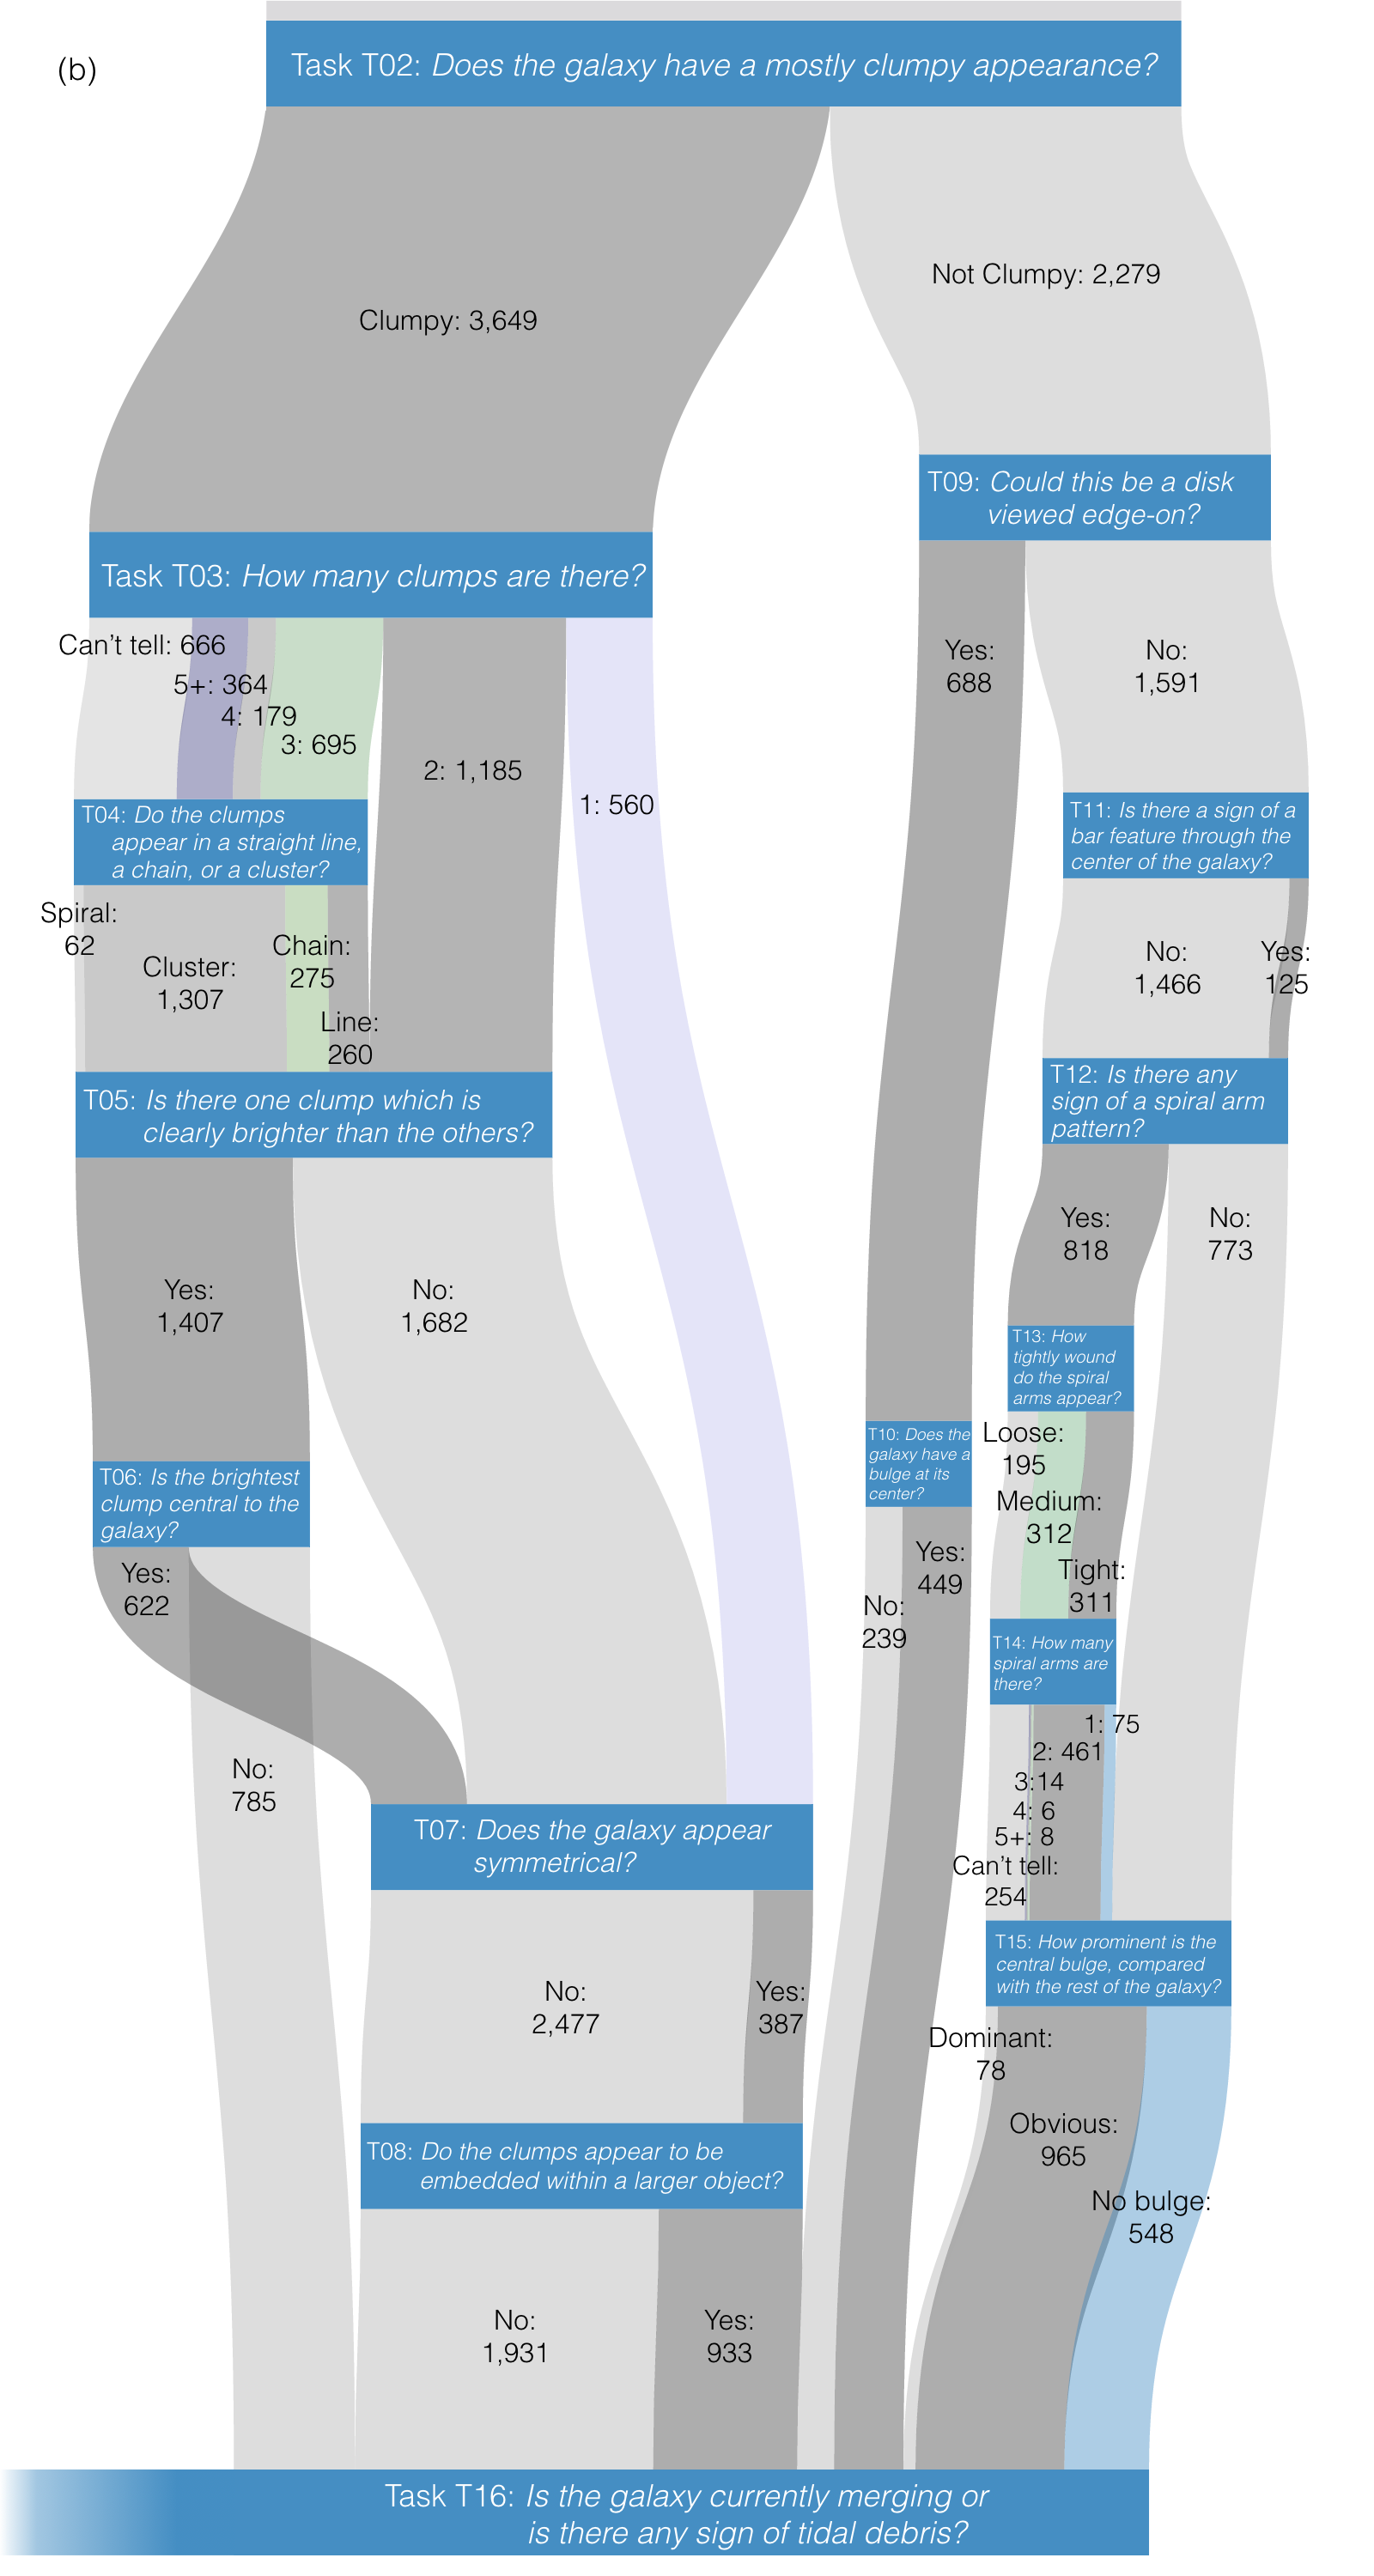 (b)
Task T02: Does the galaxy have a mostly clumpy appearance?
Clumpy: 3,649
Not Clumpy: 2,279
T09: Could this be a disk
viewed edge-on?
Task T03: How many clumps are there?
Can't tell: 666
5+: 364
4: 179
3: 695
2: 1,185
1: 560
Yes:
688
No:
1,591
T04: Do the clumps
appear in a straight line,
a chain, or a cluster?
T11: Is there a sign of a
bar feature through the
center of the galaxy?
Spiral:
62
Cluster:
1,307
Chain:
275
Line:
260
No:
1,466
Yes:
125
T05: Is there one clump which is
clearly brighter than the others?
T12: Is there any
sign of a spiral arm
pattern?
Yes:
1,407
No:
1,682
Yes:
818
No:
773
T13: How
tightly wound
do the spiral
arms appear?
T06: Is the brightest
clump central to the
galaxy?
T10: Does the
galaxy have a
bulge at its
center?
Loose:
195
Medium:
312
Tight:
311
Yes:
622
No:
785
Yes:
449
No:
239
T14: How many
spiral arms are
there?
1: 75
2: 461
3:14
4: 6
5+: 8
Can't tell:
254
T07: Does the galaxy appear
symmetrical?
T15: How prominent is the
central bulge, compared
with the rest of the galaxy?
No:
2,477
Yes:
387
Dominant:
78
Obvious:
965
No bulge:
548
T08: Do the clumps appear to be
embedded within a larger object?
No:
1,931
Yes:
933
Task T16: Is the galaxy currently merging or
is there any sign of tidal debris?